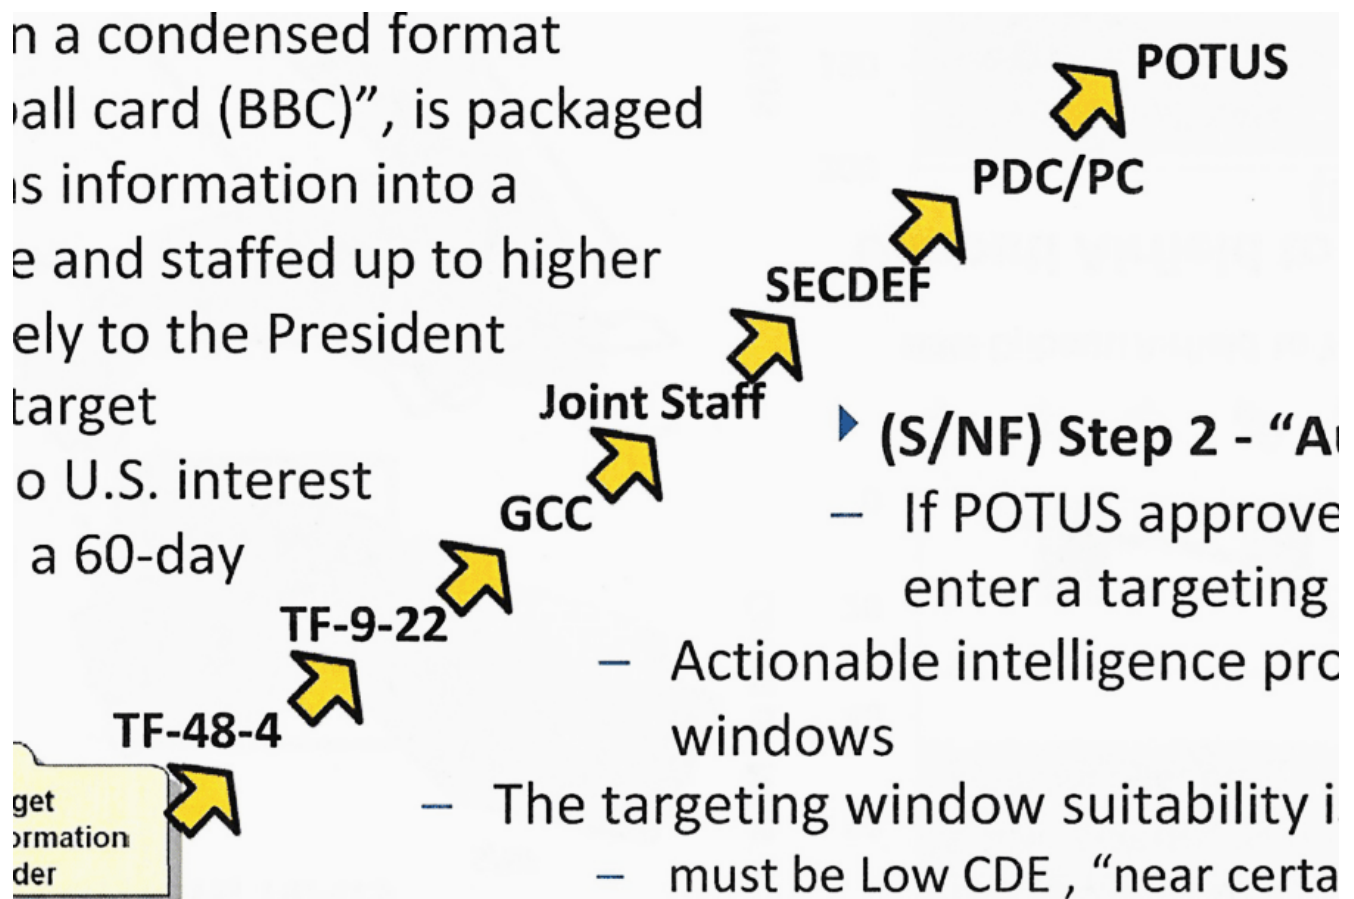 n a condensed format
ball card (BBC)”, is packaged
s information into a
e and staffed up to higher
ely to the President
target
o U.S. interest
a 60-day
POTUS
PDC/PC
SECDEF
Joint Staff
GCC
TF-9-22
TF-48-4
get
ormation
der
(S/NF) Step 2 - “Au
– If POTUS approve
enter a targeting
– Actionable intelligence pro
windows
– The targeting window suitability i
– must be Low CDE , “near certa